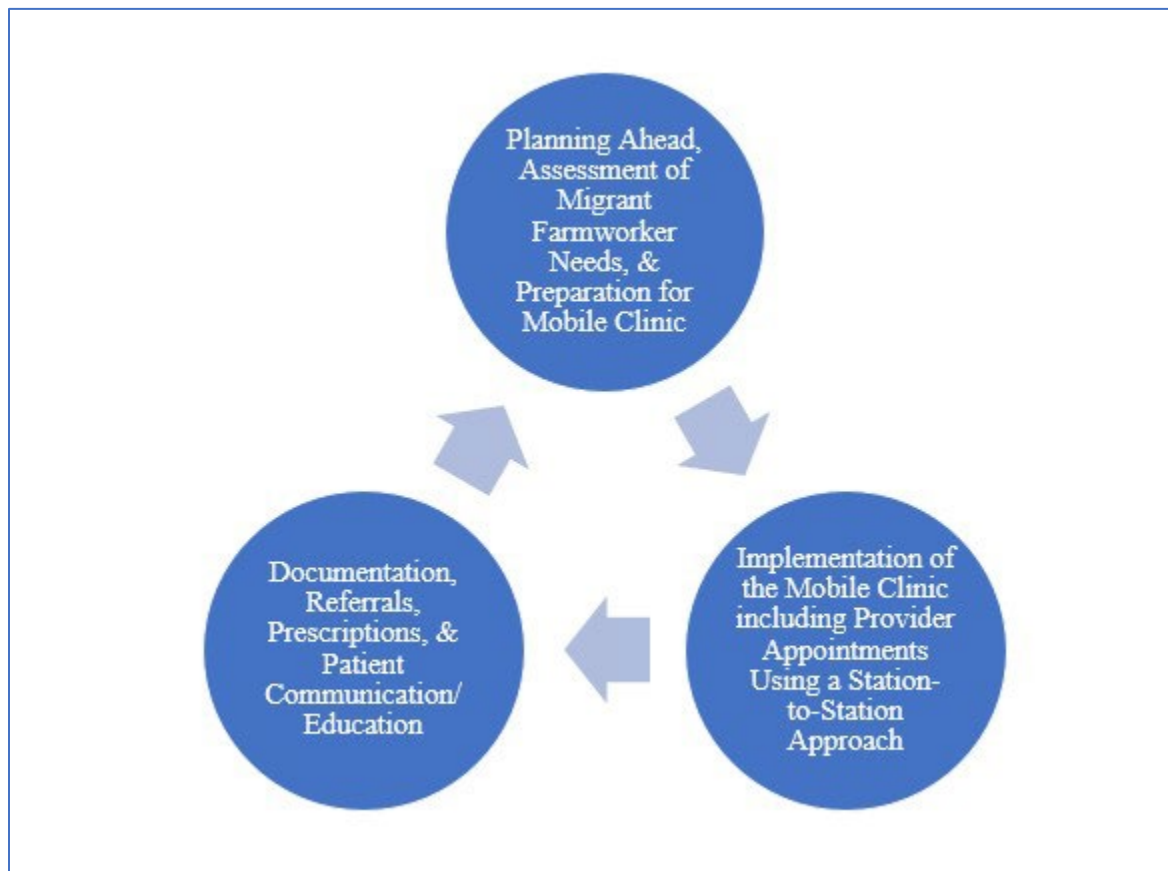 Planning Ahead,
Assessment of
Migrant
Farmworker
Needs, &
Preparation for
Mobile Clinic
Implementation of
the Mobile Clinic
including Provider
Appointments
Using a Station-
to-Station
Approach
Documentation,
Referrals,
Prescriptions, &
Patient
Communication/
Education